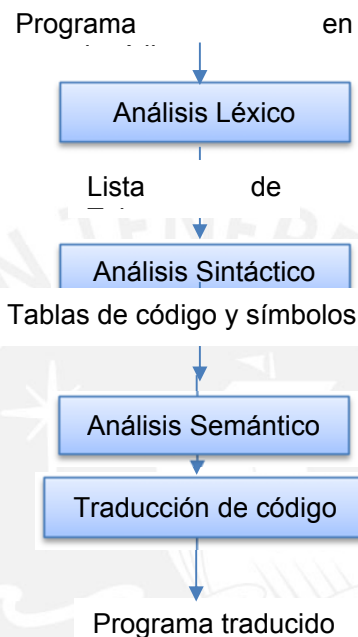 Programa en
Análisis Léxico
Lista de
Análisis Sintáctico
Tablas de código y símbolos
Análisis Semántico
Traducción de código
Programa traducido